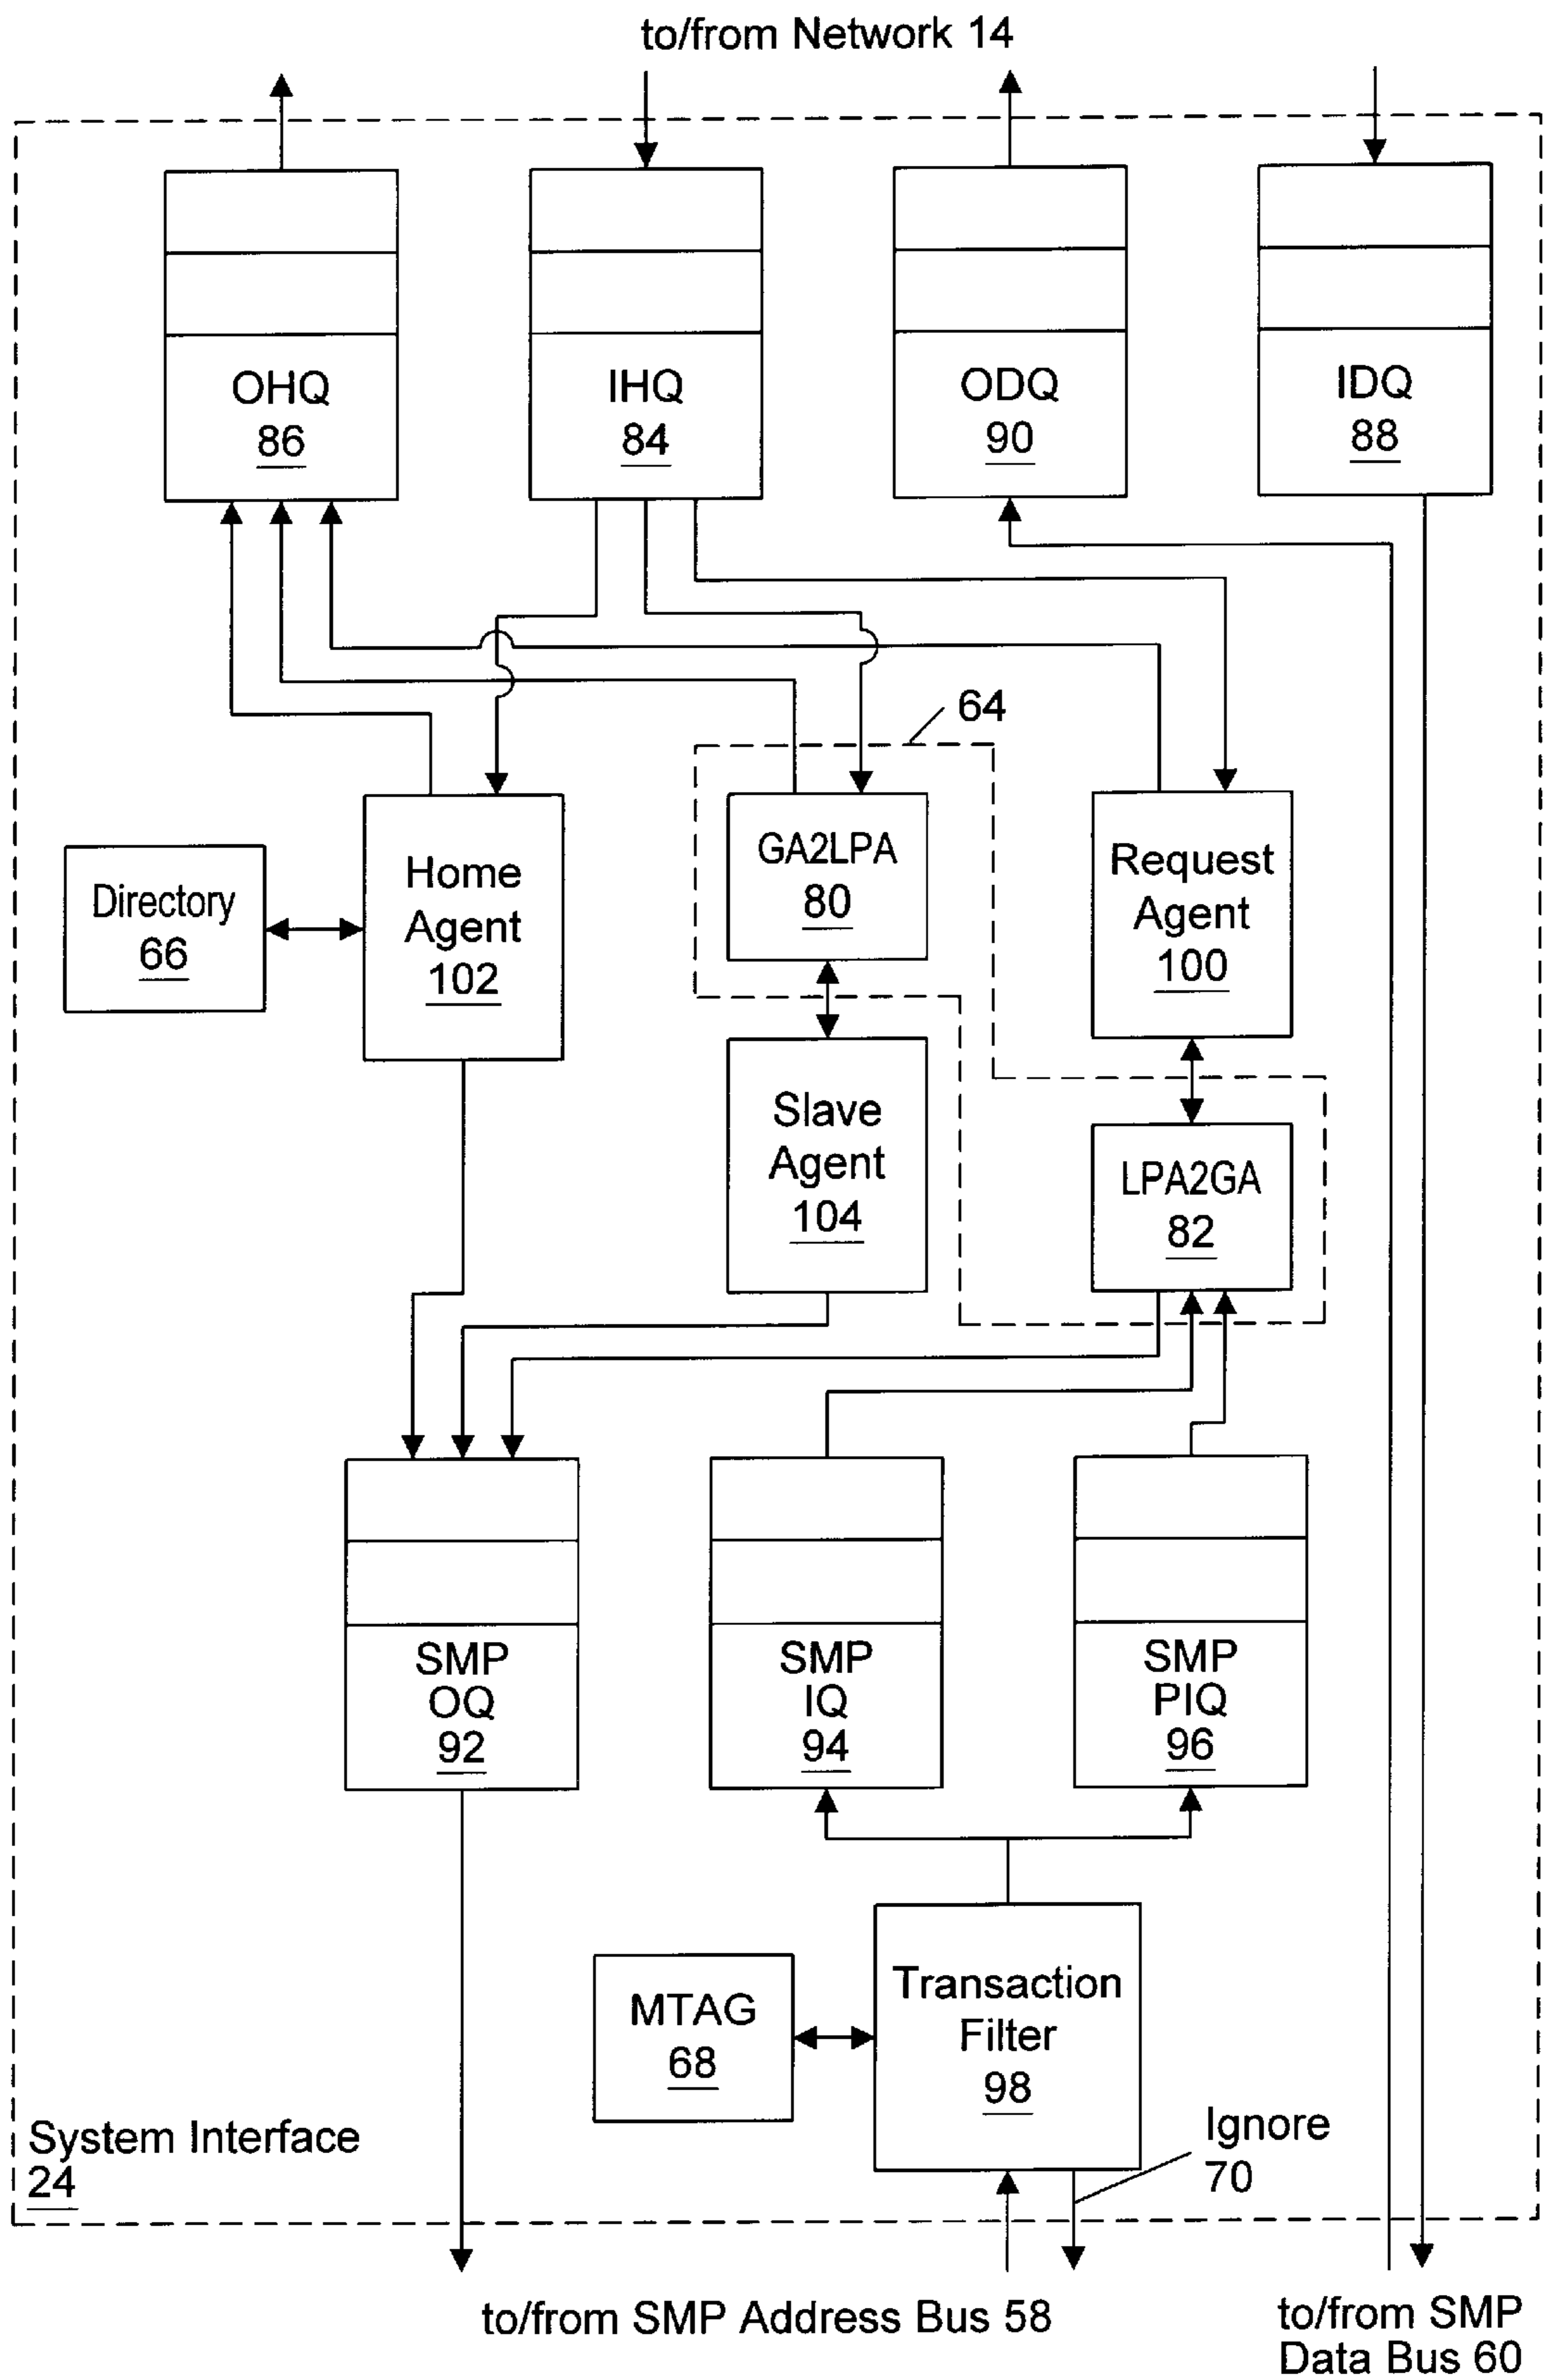 to/from Network 14
OHQ
86
IHQ
84
ODQ
90
IDQ
88
64
Directory
66
Home
Agent
102
GA2LPA
80
Request
Agent
100
Slave
Agent
104
LPA2GA
82
SMP
OQ
92
SMP
IQ
94
SMP
PIQ
96
MTAG
68
Transaction
Filter
98
Ignore
70
System Interface
24
to/from SMP Address Bus 58
to/from SMP
Data Bus 60